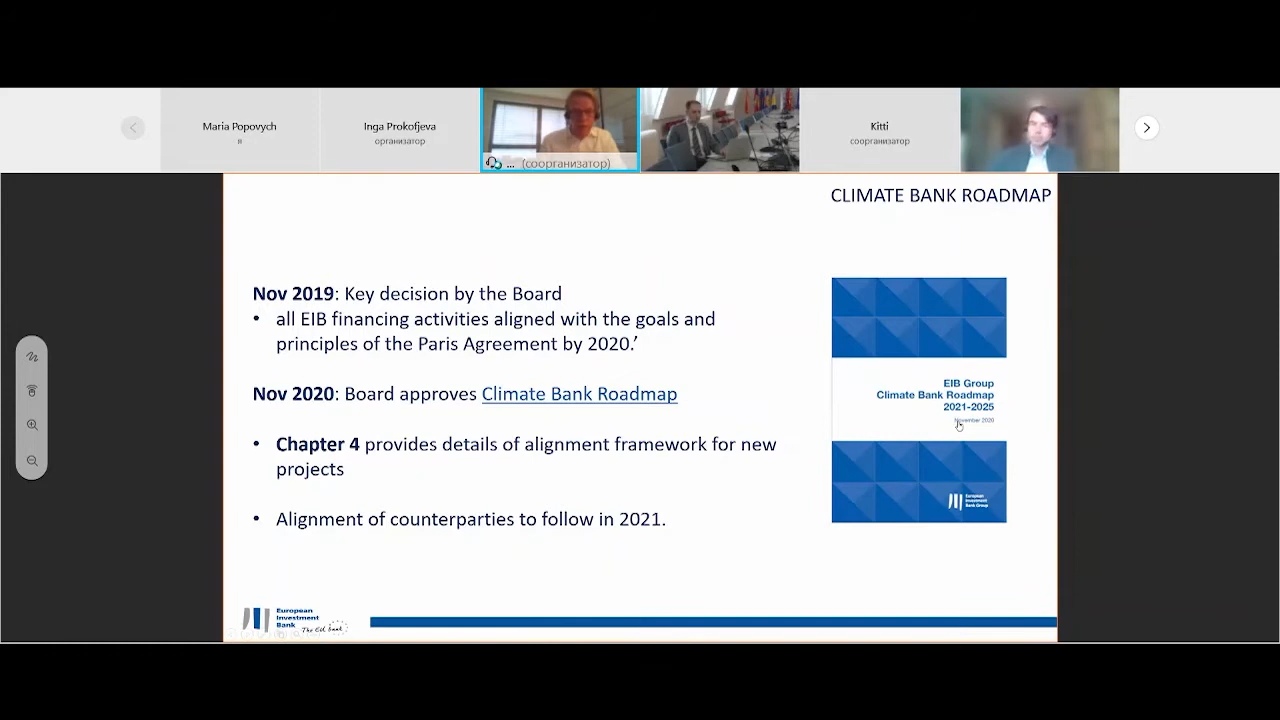 Maria Popovych
я
Inga Prokofjeva
организатор
... (соорганизатор)
Kitti
соорганизатор
CLIMATE BANK ROADMAP
Nov 2019: Key decision by the Board
• all EIB financing activities aligned with the goals and
principles of the Paris Agreement by 2020.’
Nov 2020: Board approves Climate Bank Roadmap
• Chapter 4 provides details of alignment framework for new
projects
• Alignment of counterparties to follow in 2021.
EIB Group
Climate Bank Roadmap
2021-2025
November 2020
European
Investment
Bank Group
European
Investment
Bank
The EU bank